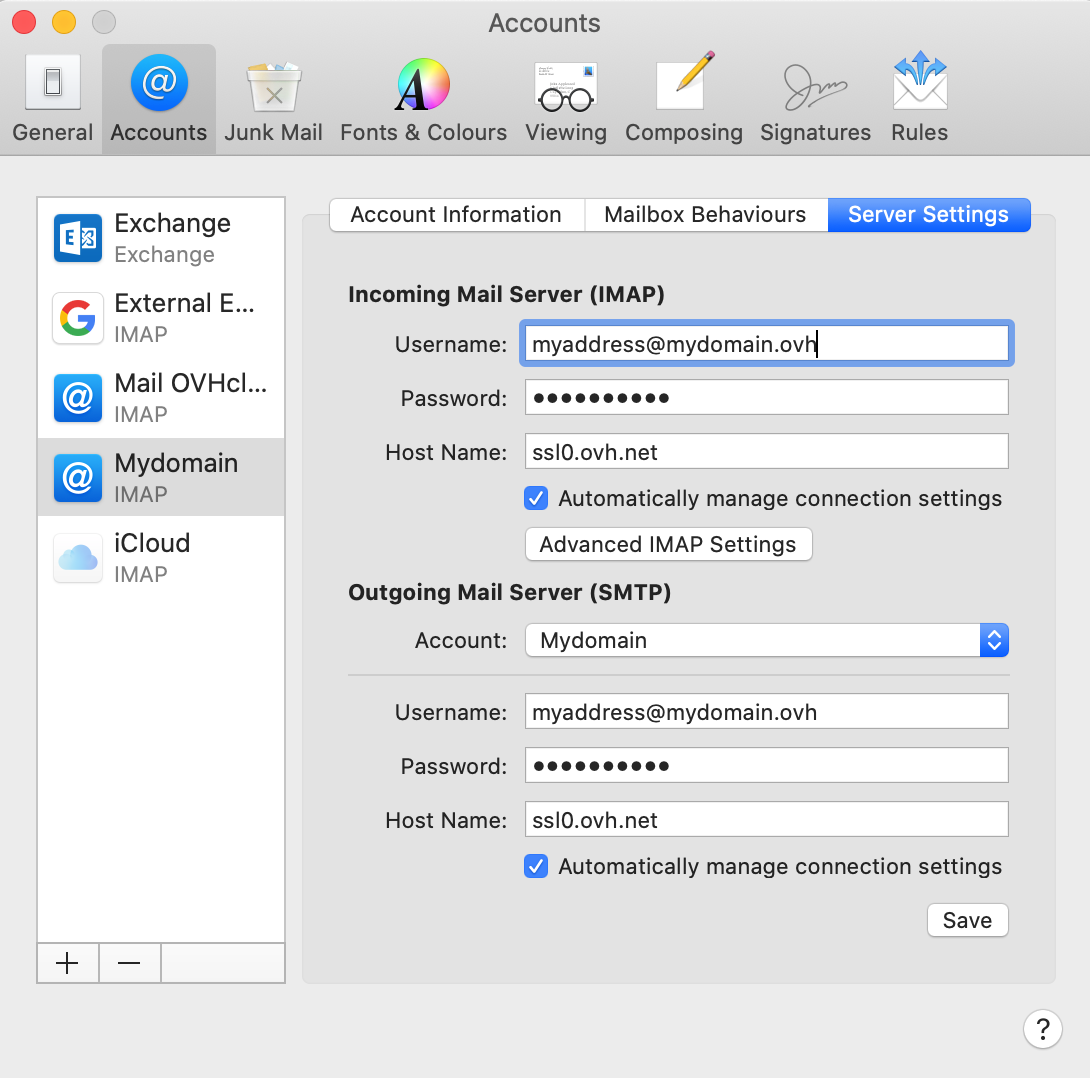 Accounts
General Accounts Junk Mail Fonts & Colours Viewing Composing Signatures Rules
Exchange
Exchange
External E...
IMAP
Mail OVHcl...
IMAP
Mydomain
IMAP
iCloud
IMAP
Account Information Mailbox Behaviours Server Settings
Incoming Mail Server (IMAP)
Username: myaddress@mydomain.ovh
Password: ●●●●●●●●●●
Host Name: ssl0.ovh.net
Automatically manage connection settings
Advanced IMAP Settings
Outgoing Mail Server (SMTP)
Account: Mydomain
Username: myaddress@mydomain.ovh
Password: ●●●●●●●●●●
Host Name: ssl0.ovh.net
Automatically manage connection settings
Save
?